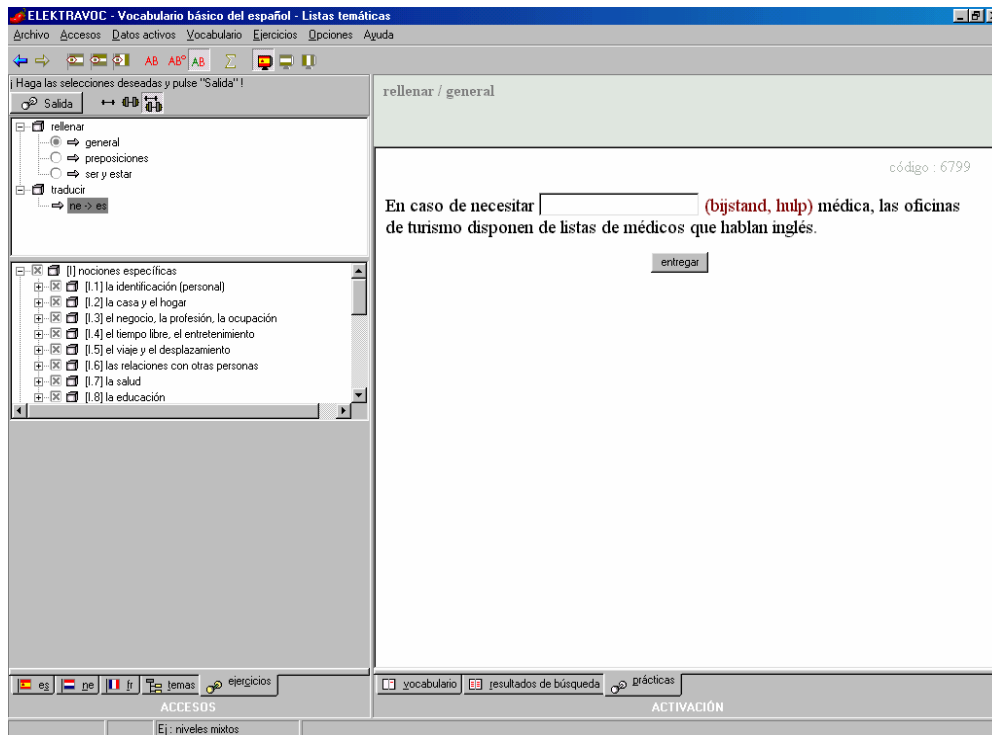 ELEKTRAVOC - Vocabulario básico del español - Listas temáticas
Archivo Accesos Datos activos Vocabulario Ejercicios Opciones Ayuda
AB AB° AB Σ
¡ Haga las selecciones deseadas y pulse "Salida" !
Salida
rellenar
general
preposiciones
ser y estar
traducir
ne -> es
[I] nociones específicas
[I.1] la identificación (personal)
[I.2] la casa y el hogar
[I.3] el negocio, la profesión, la ocupación
[I.4] el tiempo libre, el entretenimiento
[I.5] el viaje y el desplazamiento
[I.6] las relaciones con otras personas
[I.7] la salud
[I.8] la educación
es ne fr temas ejercicios
ACCESOS
rellenar / general
código : 6799
En caso de necesitar (bijstand, hulp) médica, las oficinas
de turismo disponen de listas de médicos que hablan inglés.
entregar
vocabulario resultados de búsqueda prácticas
ACTIVACIÓN
Ej : niveles mixtos